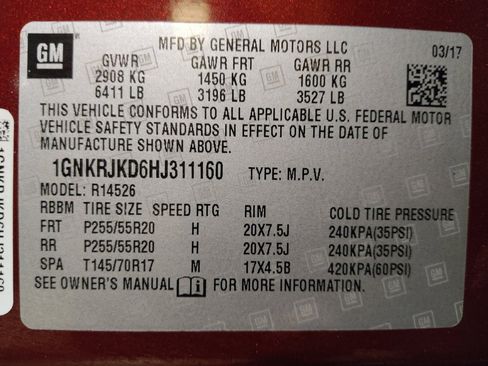 GM
MFD BY GENERAL MOTORS LLC
03/17
GVWR GAWR FRT GAWR RR
2908 KG 1450 KG 1600 KG
6411 LB 3196 LB 3527 LB
THIS VEHICLE CONFORMS TO ALL APPLICABLE U.S. FEDERAL MOTOR
VEHICLE SAFETY STANDARDS IN EFFECT ON THE DATE OF
MANUFACTURE SHOWN ABOVE.
1GNKRJKD6HJ311160 TYPE: M.P.V.
MODEL: R14526
RBBM TIRE SIZE SPEED RTG RIM COLD TIRE PRESSURE
FRT P255/55R20 H 20X7.5J 240KPA(35PSI)
RR P255/55R20 H 20X7.5J 240KPA(35PSI)
SPA T145/70R17 M 17X4.5B 420KPA(60PSI)
SEE OWNER'S MANUAL FOR MORE INFORMATION.